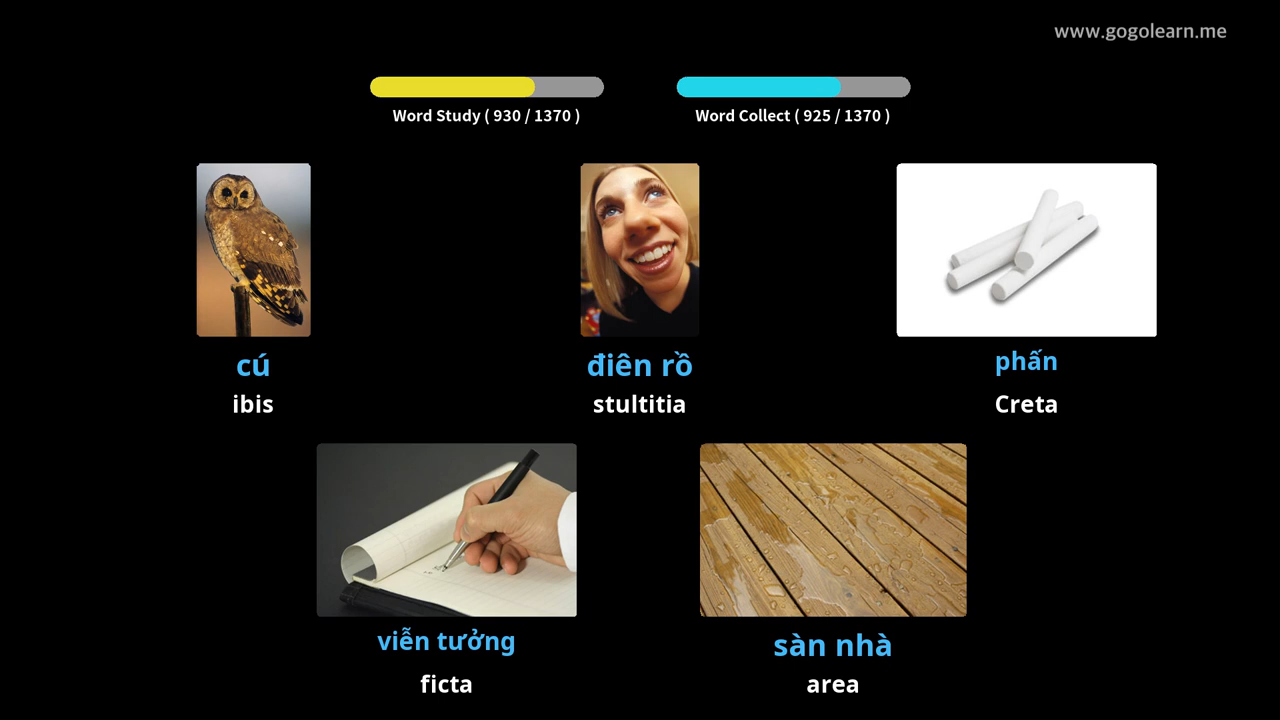 www.gogolearn.me
Word Study ( 930 / 1370 )
Word Collect ( 925 / 1370 )
cú
ibis
điên rồ
stultitia
phấn
Creta
viễn tưởng
ficta
sàn nhà
area